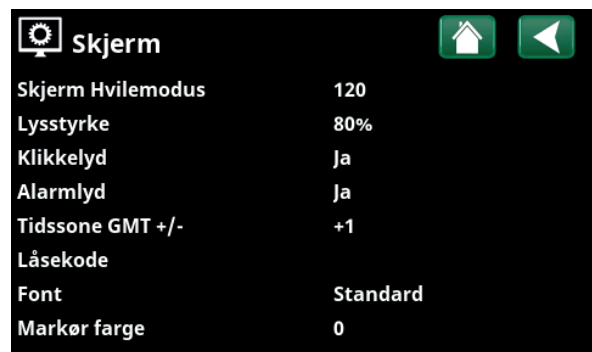 Skjerm
Skjerm Hvilemodus 120
Lysstyrke 80%
Klikkelyd Ja
Alarmlyd Ja
Tidssone GMT +/- +1
Låsekode
Font Standard
Markør farge 0